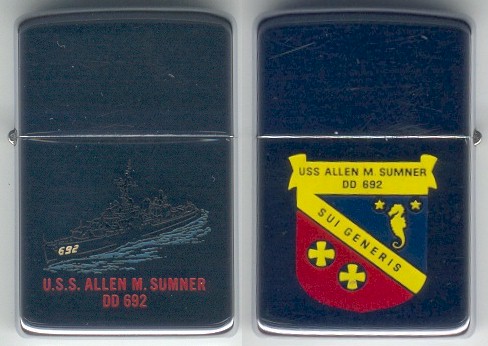 692
U.S.S. ALLEN M. SUMNER
DD 692
USS ALLEN M. SUMNER
DD 692
SUI GENERIS